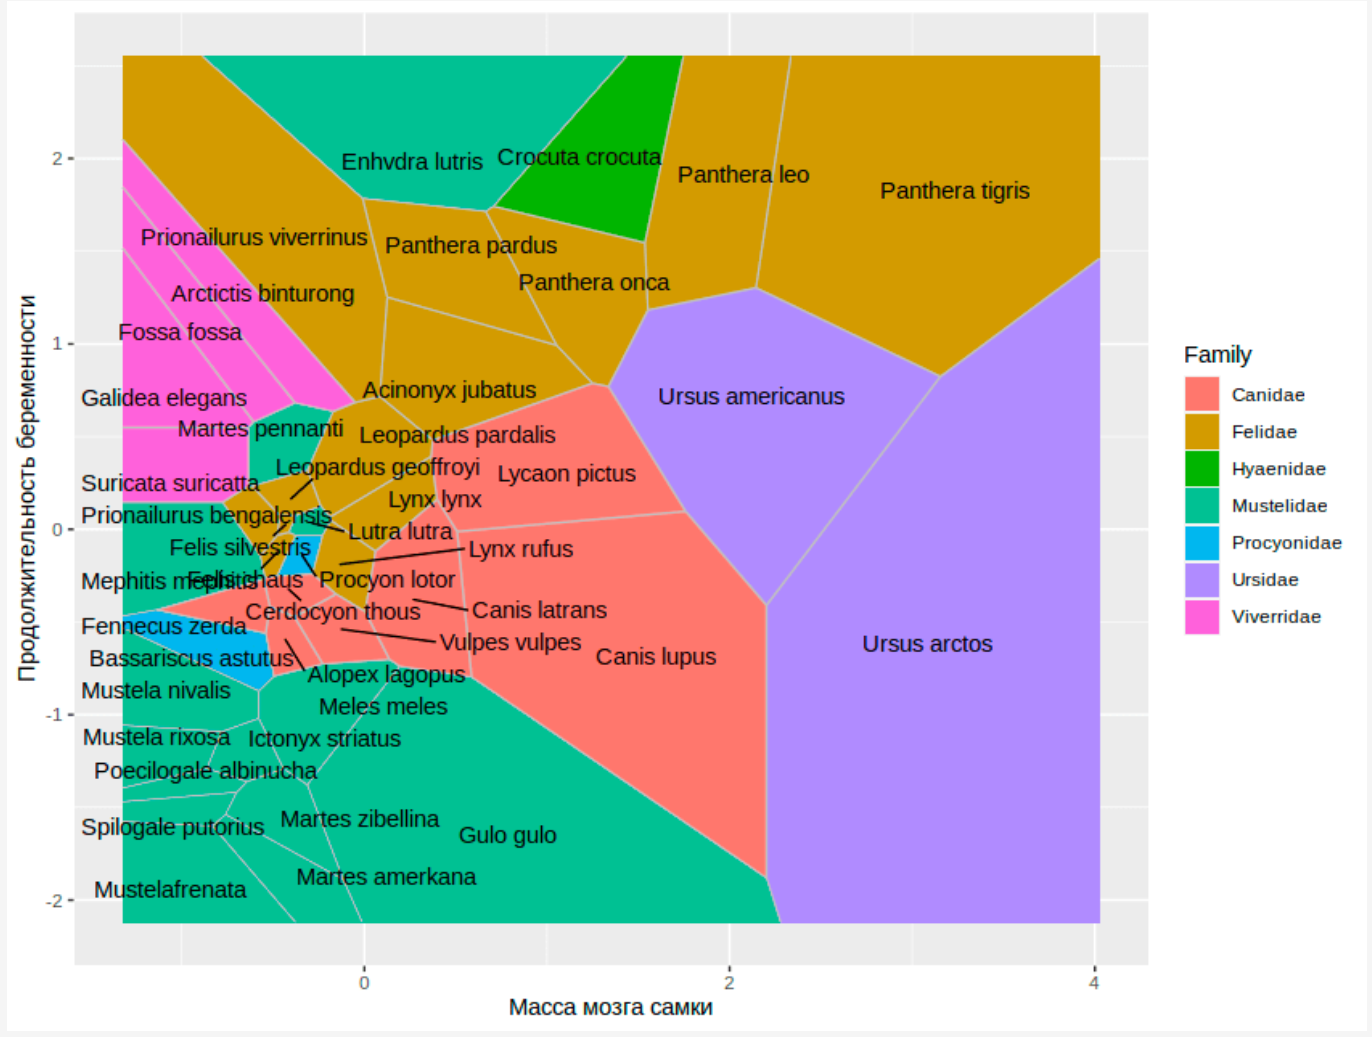 Продолжительность беременности
2
1
0
-1
-2
Enhvdra lutris
Crocuta crocuta
Panthera leo
Panthera tigris
Prionailurus viverrinus
Panthera pardus
Panthera onca
Arctictis binturong
Fossa fossa
Galidea elegans
Acinonyx jubatus
Ursus americanus
Martes pennanti
Leopardus pardalis
Leopardus geoffroyi
Lycaon pictus
Suricata suricatta
Lynx lynx
Prionailurus bengalensis
Lutra lutra
Felis silvestris
Lynx rufus
Mephitis mephitis
Felis chaus
Procyon lotor
Cerdocyon thous
Canis latrans
Fennecus zerda
Vulpes vulpes
Ursus arctos
Bassariscus astutus
Canis lupus
Alopex lagopus
Mustela nivalis
Meles meles
Mustela rixosa
Ictonyx striatus
Poecilogale albinucha
Spilogale putorius
Martes zibellina
Gulo gulo
Mustelafrenata
Martes amerkana
0
2
4
Масса мозга самки
Family
Canidae
Felidae
Hyaenidae
Mustelidae
Procyonidae
Ursidae
Viverridae